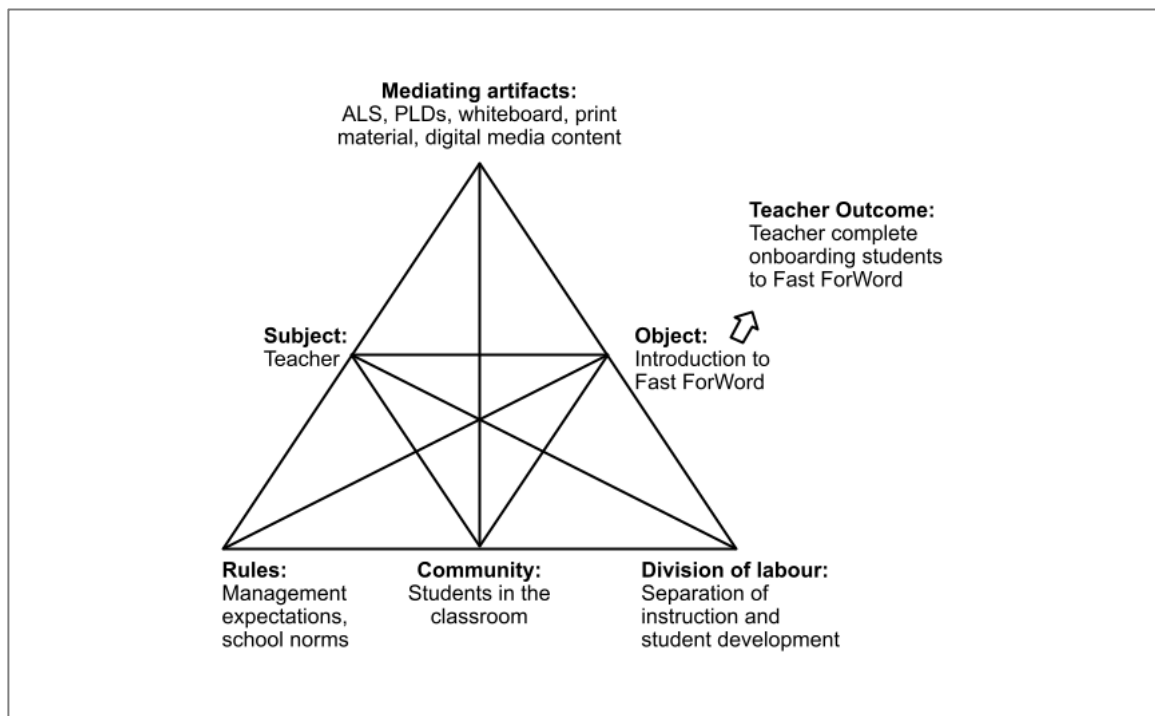 Mediating artifacts:
ALS, PLDs, whiteboard, print
material, digital media content
Teacher Outcome:
Teacher complete
onboarding students
to Fast ForWord
Subject:
Teacher
Object:
Introduction to
Fast ForWord
Rules:
Management
expectations,
school norms
Community:
Students in the
classroom
Division of labour:
Separation of
instruction and
student development